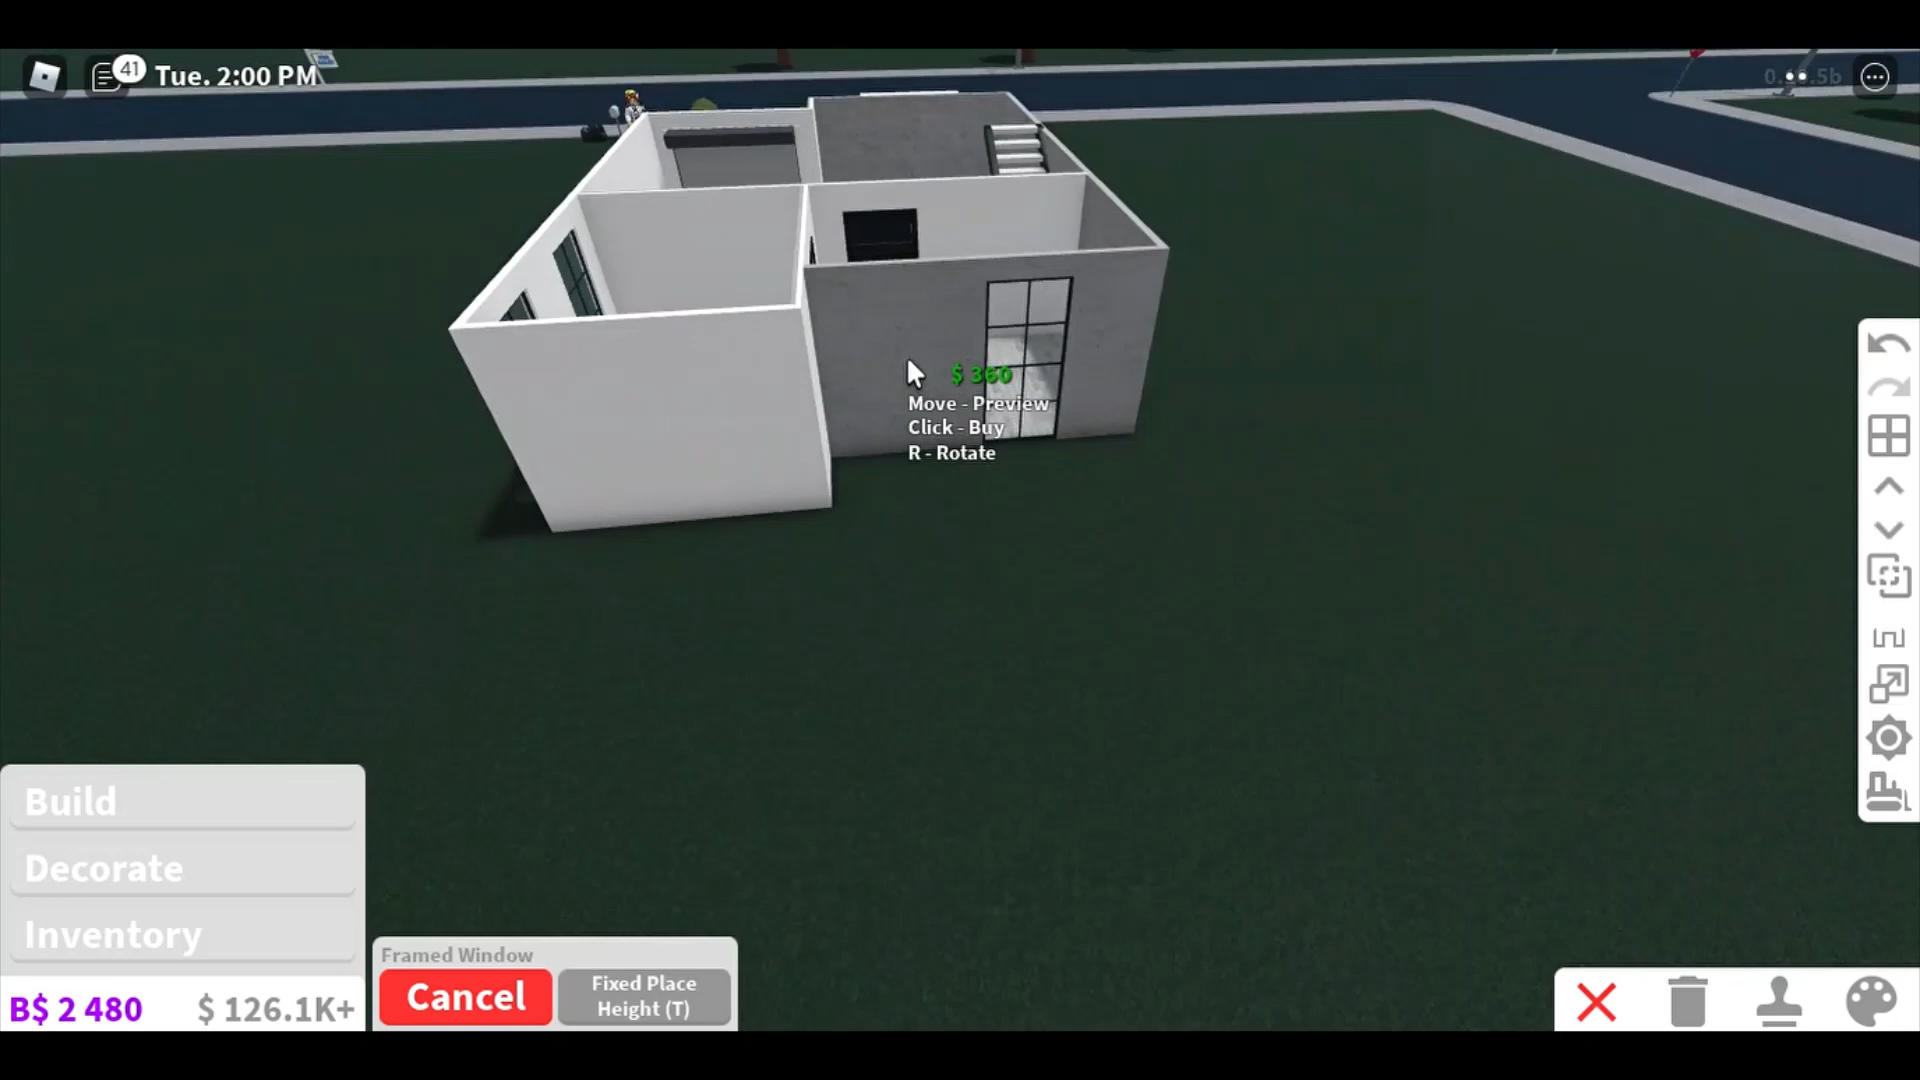 41
Tue. 2:00 PM
$ 360
Move - Preview
Click - Buy
R - Rotate
Build
Decorate
Inventory
B$ 2 480
$ 126.1K+
Framed Window
Cancel
Fixed Place
Height (T)